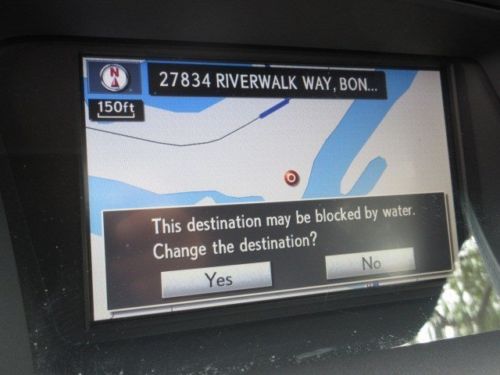 N
27834 RIVERWALK WAY, BON...
150ft
This destination may be blocked by water.
Change the destination?
Yes
No